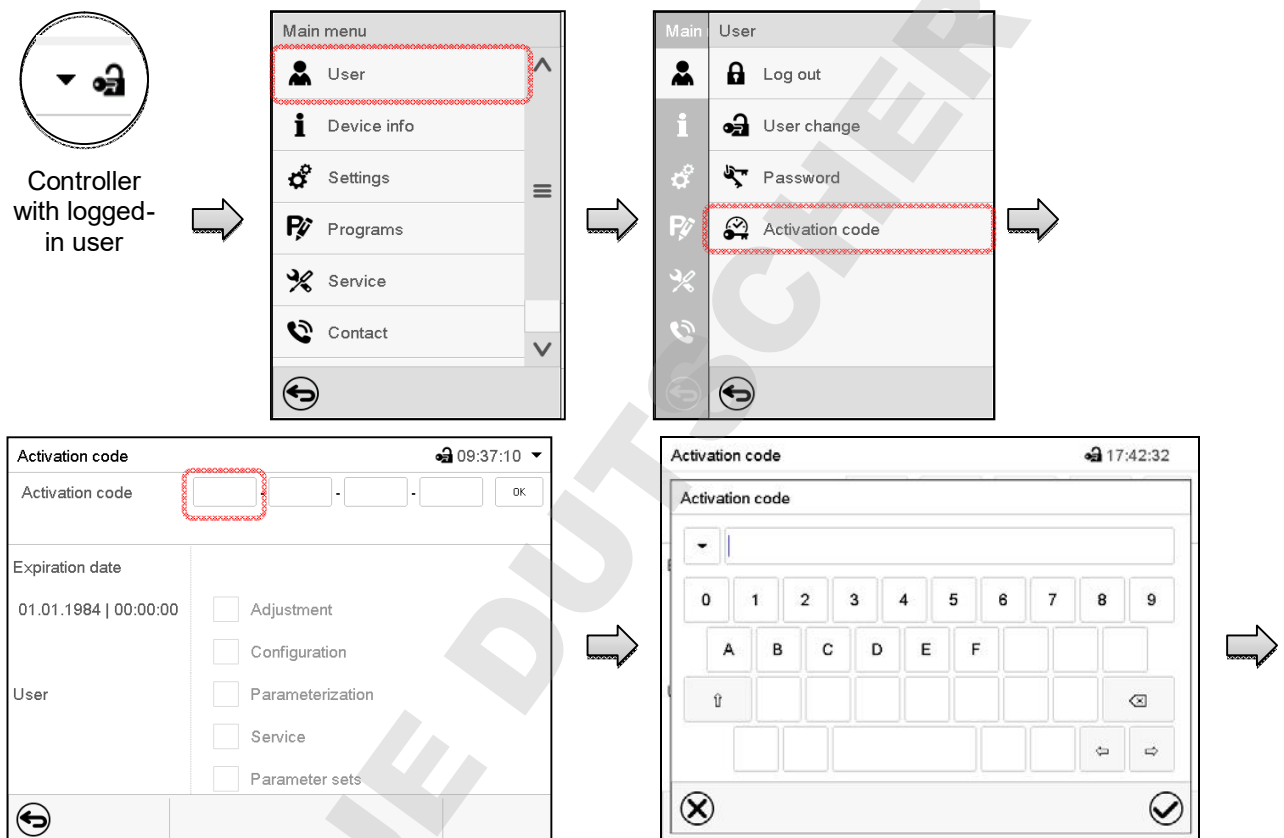 Controller
with logged-
in user
Main menu
User
Device info
Settings
Programs
Service
Contact
Main
User
Log out
User change
Password
Activation code
Activation code
09:37:10
Activation code
- - -
OK
Expiration date
01.01.1984 | 00:00:00
Adjustment
Configuration
User
Parameterization
Service
Parameter sets
Activation code
17:42:32
Activation code
0 1 2 3 4 5 6 7 8 9
A B C D E F
NE DUTSCHER